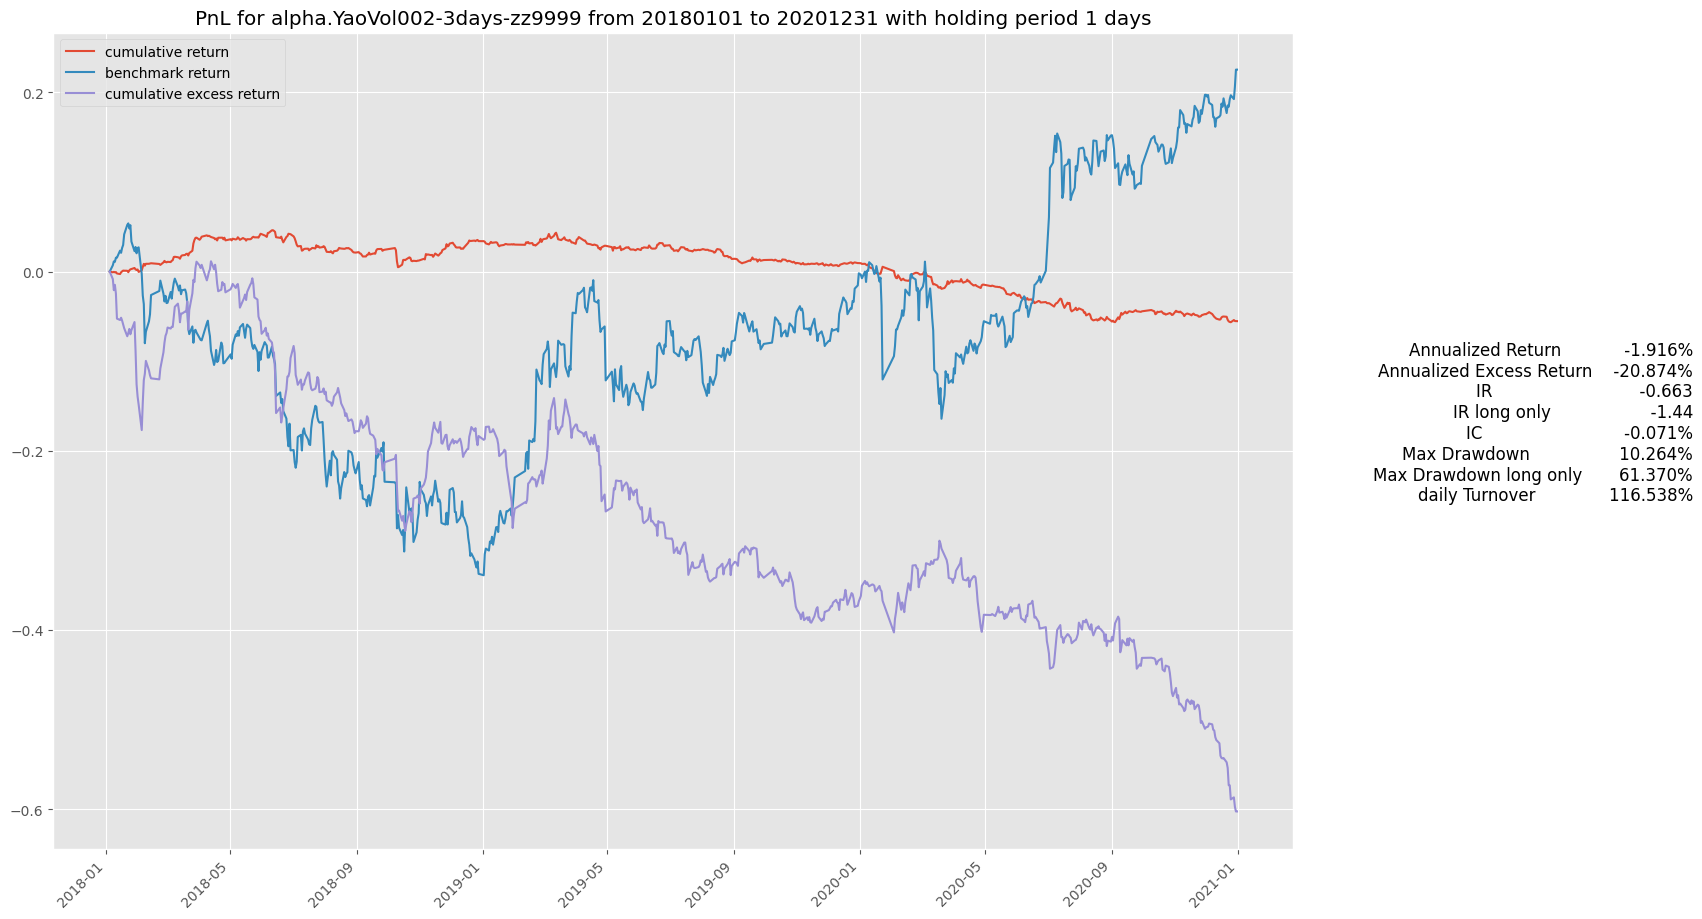 PnL for alpha.YaoVol002-3days-zz9999 from 20180101 to 20201231 with holding period 1 days
cumulative return
benchmark return
cumulative excess return
0.2
0.0
−0.2
−0.4
−0.6
2018-01
2018-05
2018-09
2019-01
2019-05
2019-09
2020-01
2020-05
2020-09
2021-01
Annualized Return -1.916%
Annualized Excess Return -20.874%
IR -0.663
IR long only -1.44
IC -0.071%
Max Drawdown 10.264%
Max Drawdown long only 61.370%
daily Turnover 116.538%